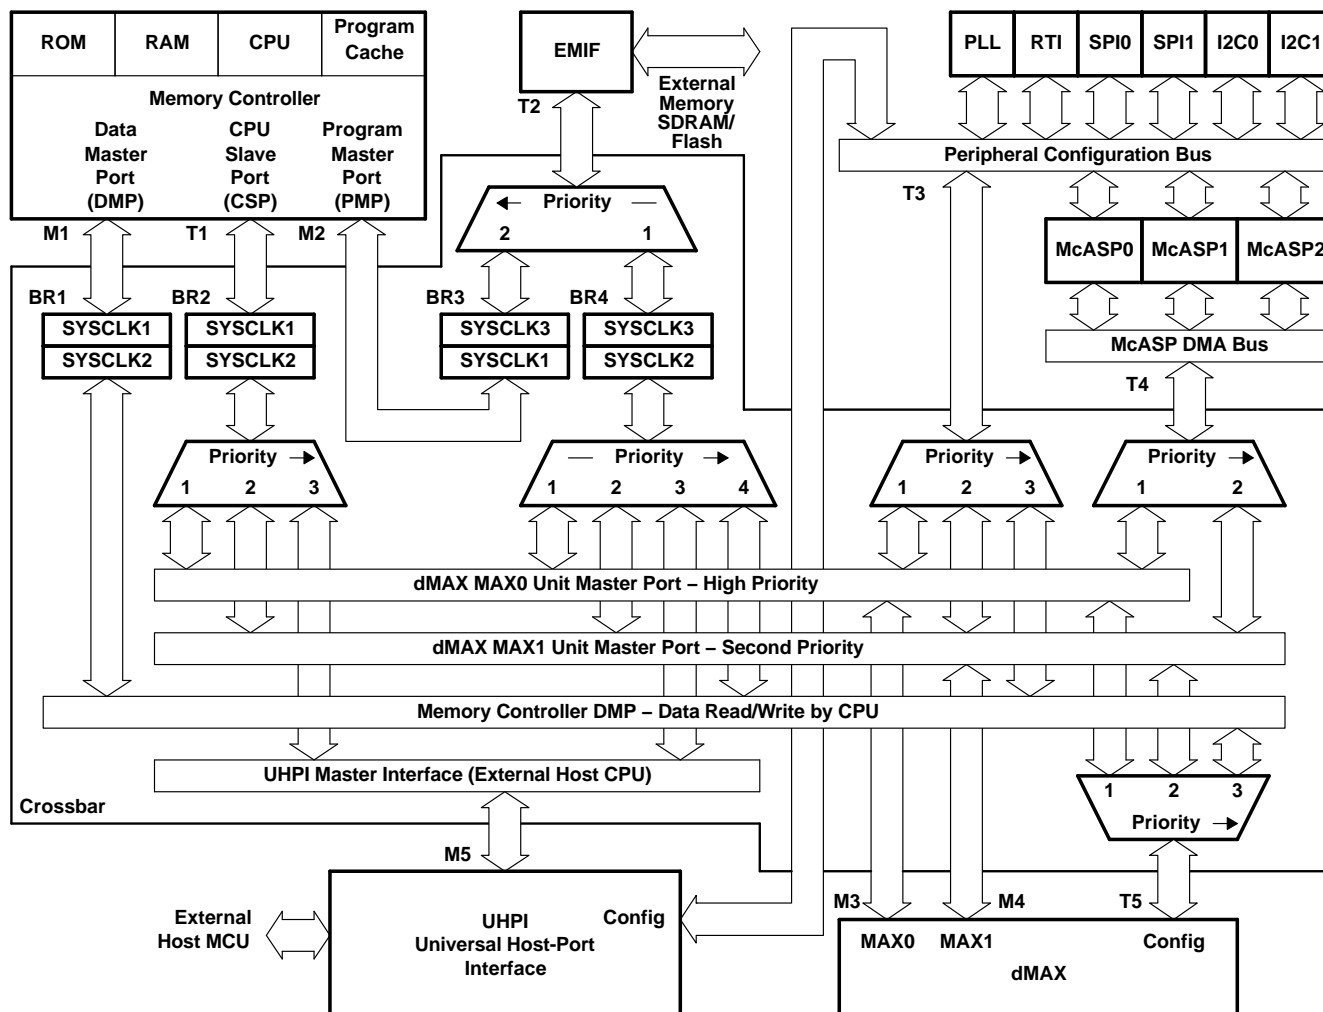 ROM
RAM
CPU
Program
Cache
Memory Controller
Data
Master
Port
(DMP)
CPU
Slave
Port
(CSP)
Program
Master
Port
(PMP)
EMIF
External
Memory
SDRAM/
Flash
PLL
RTI
SPI0
SPI1
I2C0
I2C1
Peripheral Configuration Bus
T2
Priority
2
1
T3
McASP0
McASP1
McASP2
M1
T1
M2
BR1
SYSCLK1
SYSCLK2
BR2
SYSCLK1
SYSCLK2
BR3
SYSCLK3
SYSCLK1
BR4
SYSCLK3
SYSCLK2
McASP DMA Bus
T4
Priority
1
2
3
Priority
1
2
3
4
Priority
1
2
3
Priority
1
2
dMAX MAX0 Unit Master Port – High Priority
dMAX MAX1 Unit Master Port – Second Priority
Memory Controller DMP – Data Read/Write by CPU
UHPI Master Interface (External Host CPU)
Crossbar
1
2
3
Priority
M5
M3
M4
T5
External
Host MCU
UHPI
Universal Host-Port
Interface
Config
MAX0
MAX1
Config
dMAX